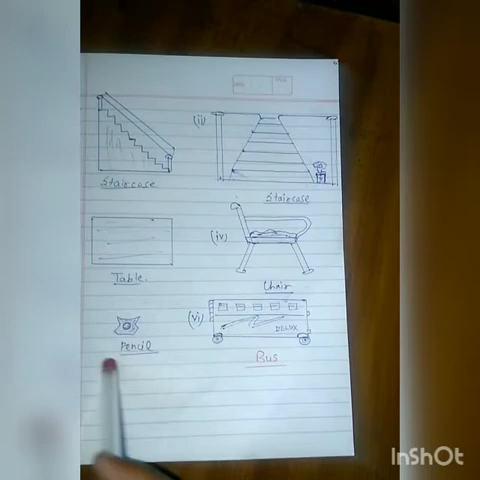 (ii)
Staircase
Staircase
(iv)
Table.
Chair
(vi)
DELUX
Pencil
Bus
InShOt